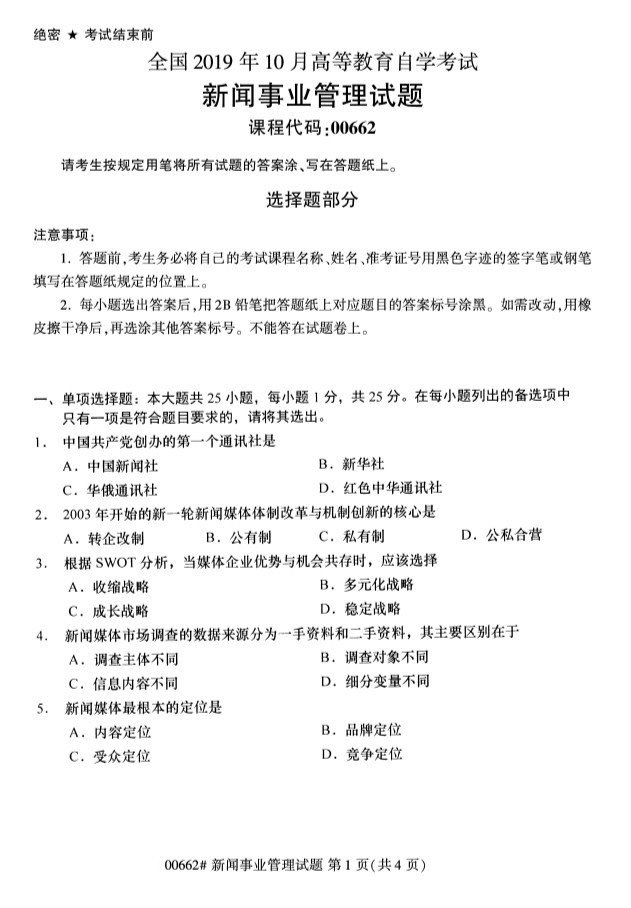 绝密 ★ 考试结束前
全国 2019 年 10 月高等教育自学考试
新闻事业管理试题
课程代码:00662
请考生按规定用笔将所有试题的答案涂、写在答题纸上。
选择题部分
注意事项:
1. 答题前,考生务必将自己的考试课程名称、姓名、准考证号用黑色字迹的签字笔或钢笔
填写在答题纸规定的位置上。
2. 每小题选出答案后,用 2B 铅笔把答题纸上对应题目的答案标号涂黑。如需改动,用橡
皮擦干净后,再选涂其他答案标号。不能答在试题卷上。
一、单项选择题：本大题共 25 小题，每小题 1 分，共 25 分。在每小题列出的备选项中
只有一项是符合题目要求的，请将其选出。
1. 中国共产党创办的第一个通讯社是
A．中国新闻社 B．新华社
C．华俄通讯社 D．红色中华通讯社
2. 2003 年开始的新一轮新闻媒体体制改革与机制创新的核心是
A．转企改制 B．公有制 C．私有制 D．公私合营
3. 根据 SWOT 分析，当媒体企业优势与机会共存时，应该选择
A．收缩战略 B．多元化战略
C．成长战略 D．稳定战略
4. 新闻媒体市场调查的数据来源分为一手资料和二手资料，其主要区别在于
A．调查主体不同 B．调查对象不同
C．信息内容不同 D．细分变量不同
5. 新闻媒体最根本的定位是
A．内容定位 B．品牌定位
C．受众定位 D．竞争定位
00662# 新闻事业管理试题 第 1 页(共 4 页)